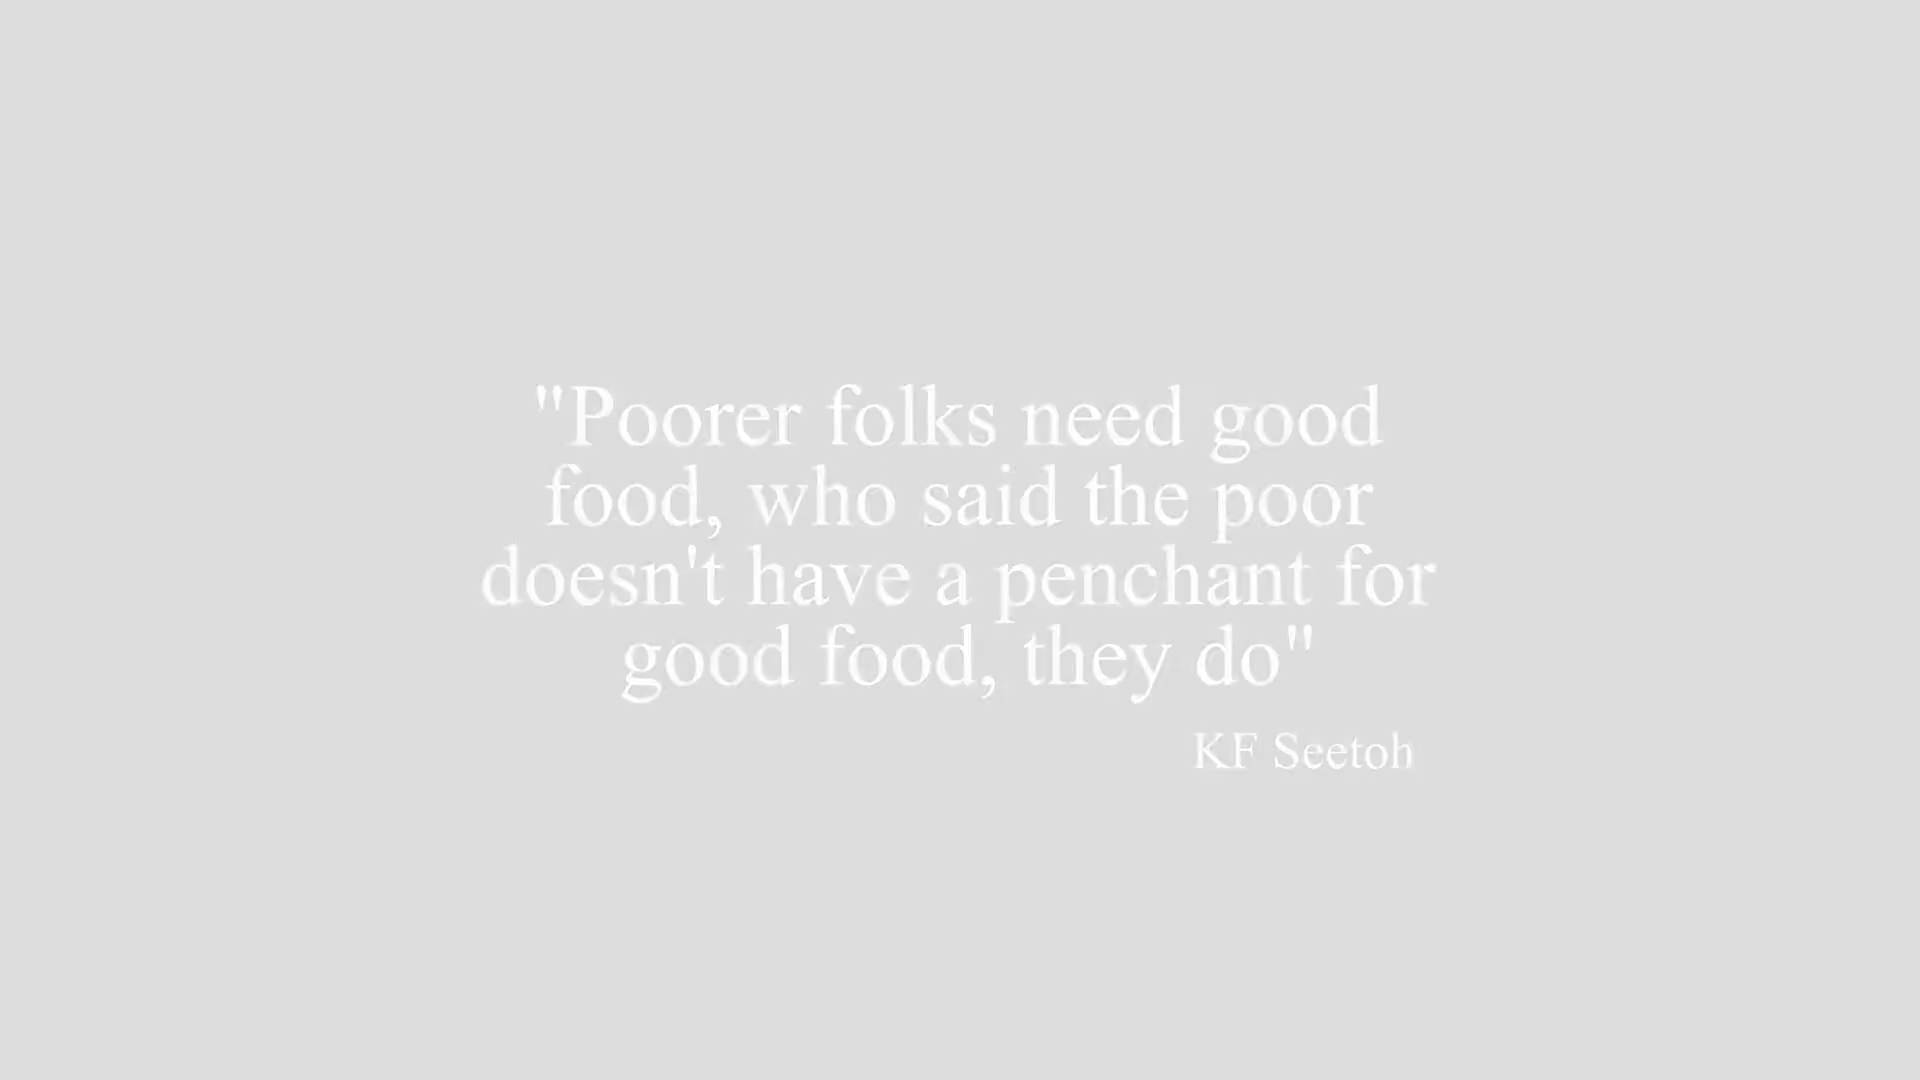 "Poorer folks need good
food, who said the poor
doesn't have a penchant for
good food, they do"
KF Seetoh